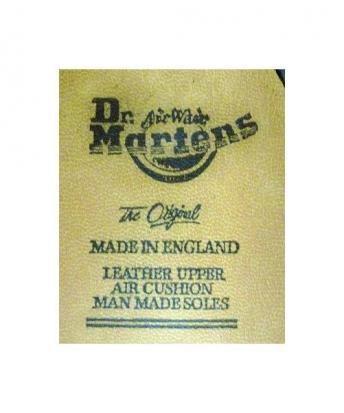 Dr. AirWair
Martens
The Original
MADE IN ENGLAND
LEATHER UPPER
AIR CUSHION
MAN MADE SOLES